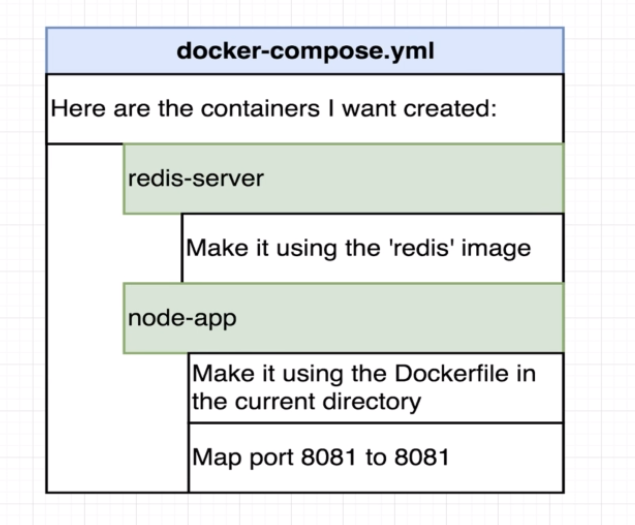 docker-compose.yml
Here are the containers I want created:
redis-server
Make it using the 'redis' image
node-app
Make it using the Dockerfile in
the current directory
Map port 8081 to 8081